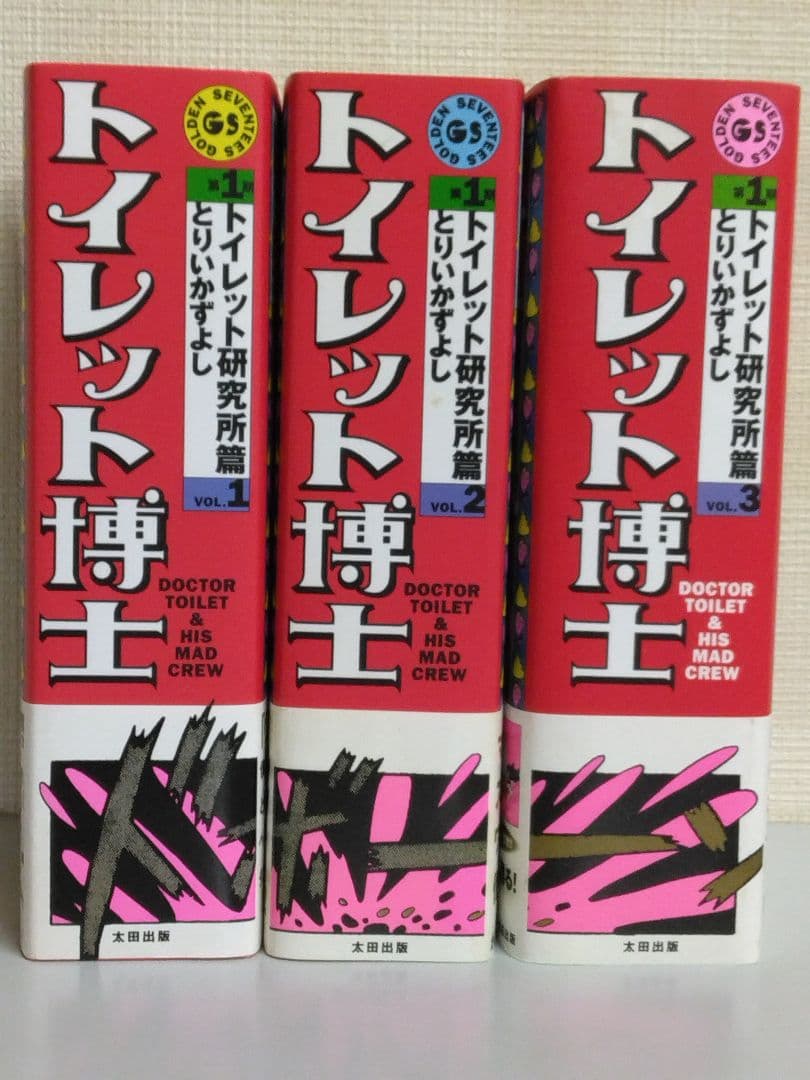 GOLDEN SEVENTEES
GS
トイレット博士
第1期
トイレット研究所篇
とりいかずよし
VOL.1
DOCTOR
TOILET
&
HIS
MAD
CREW
太田出版
GOLDEN SEVENTEES
GS
トイレット博士
第1期
トイレット研究所篇
とりいかずよし
VOL.2
DOCTOR
TOILET
&
HIS
MAD
CREW
太田出版
GOLDEN SEVENTEES
GS
トイレット博士
第1期
トイレット研究所篇
とりいかずよし
VOL.3
DOCTOR
TOILET
& HIS
MAD
CREW
る!
出版
太田出版